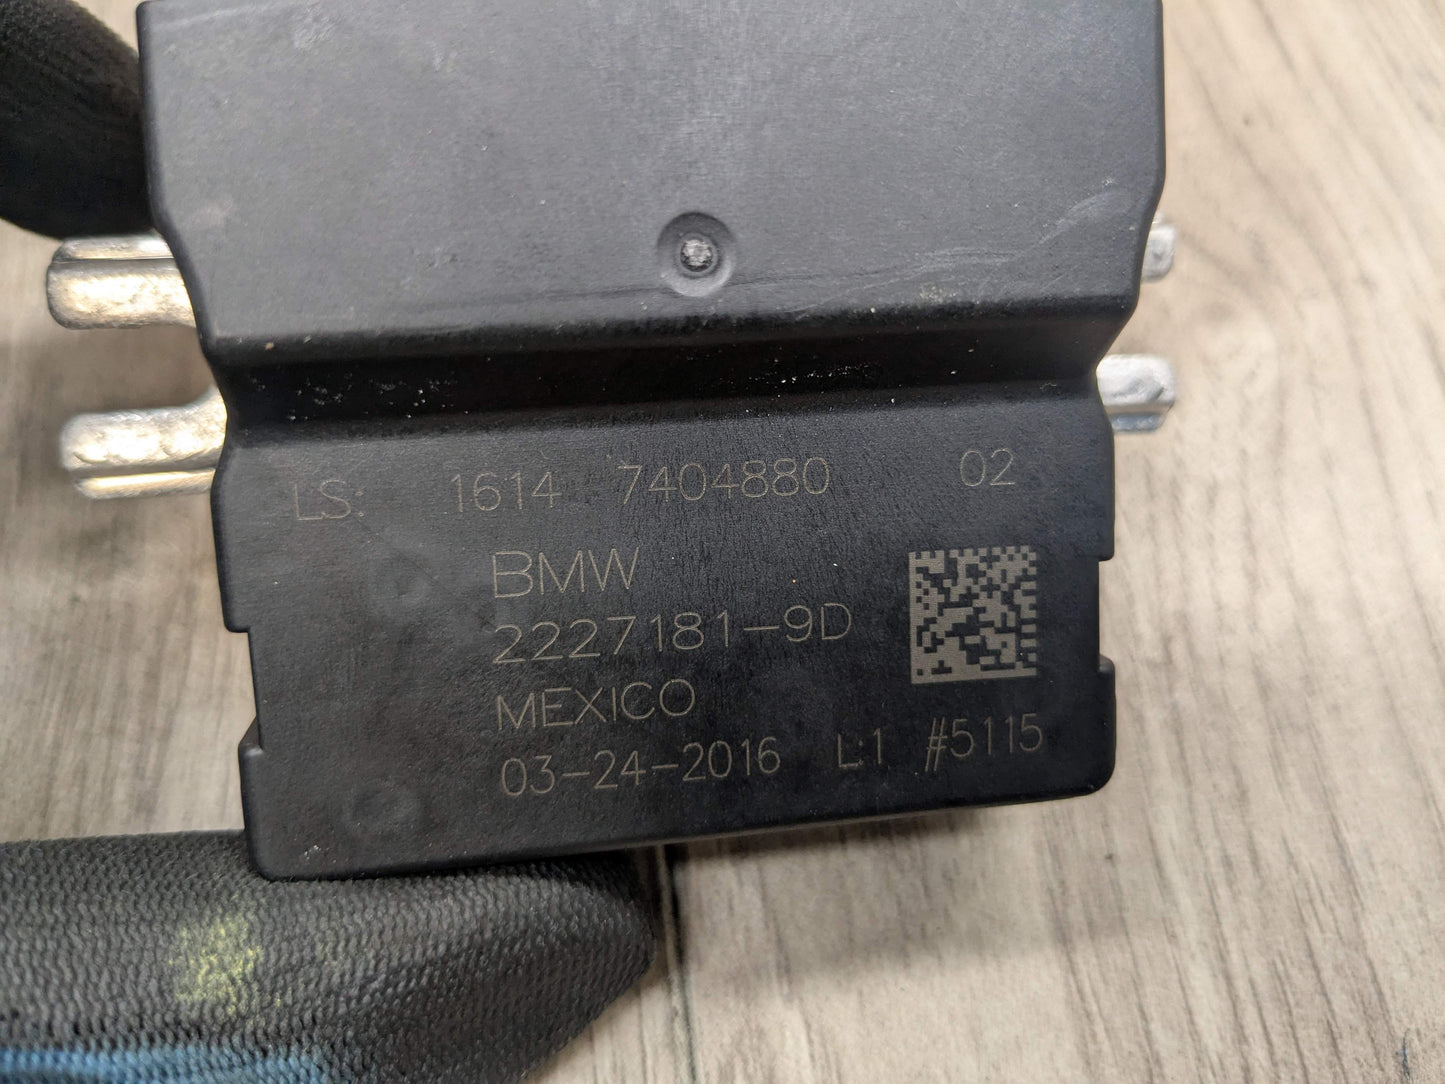 LS: 1614 7404880 02
BMW
2227181-9D
MEXICO
03-24-2016 L:1 #5115